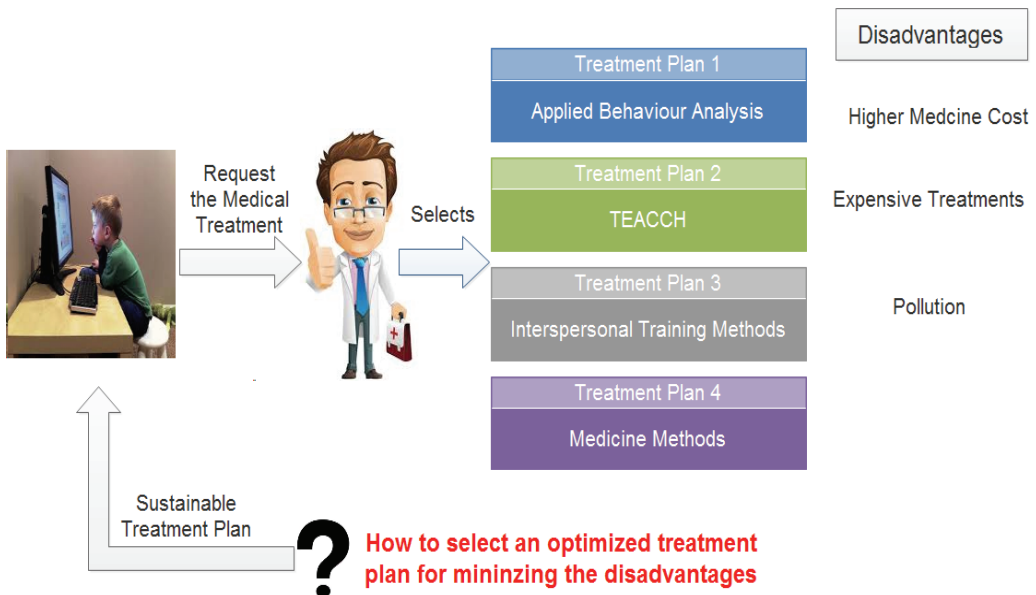 Disadvantages
Treatment Plan 1
Applied Behaviour Analysis
Higher Medcine Cost
Treatment Plan 2
TEACCH
Expensive Treatments
Treatment Plan 3
Interspersonal Training Methods
Pollution
Treatment Plan 4
Medicine Methods
Request
the Medical
Treatment
Selects
Sustainable
Treatment Plan
?
How to select an optimized treatment
plan for mininzing the disadvantages